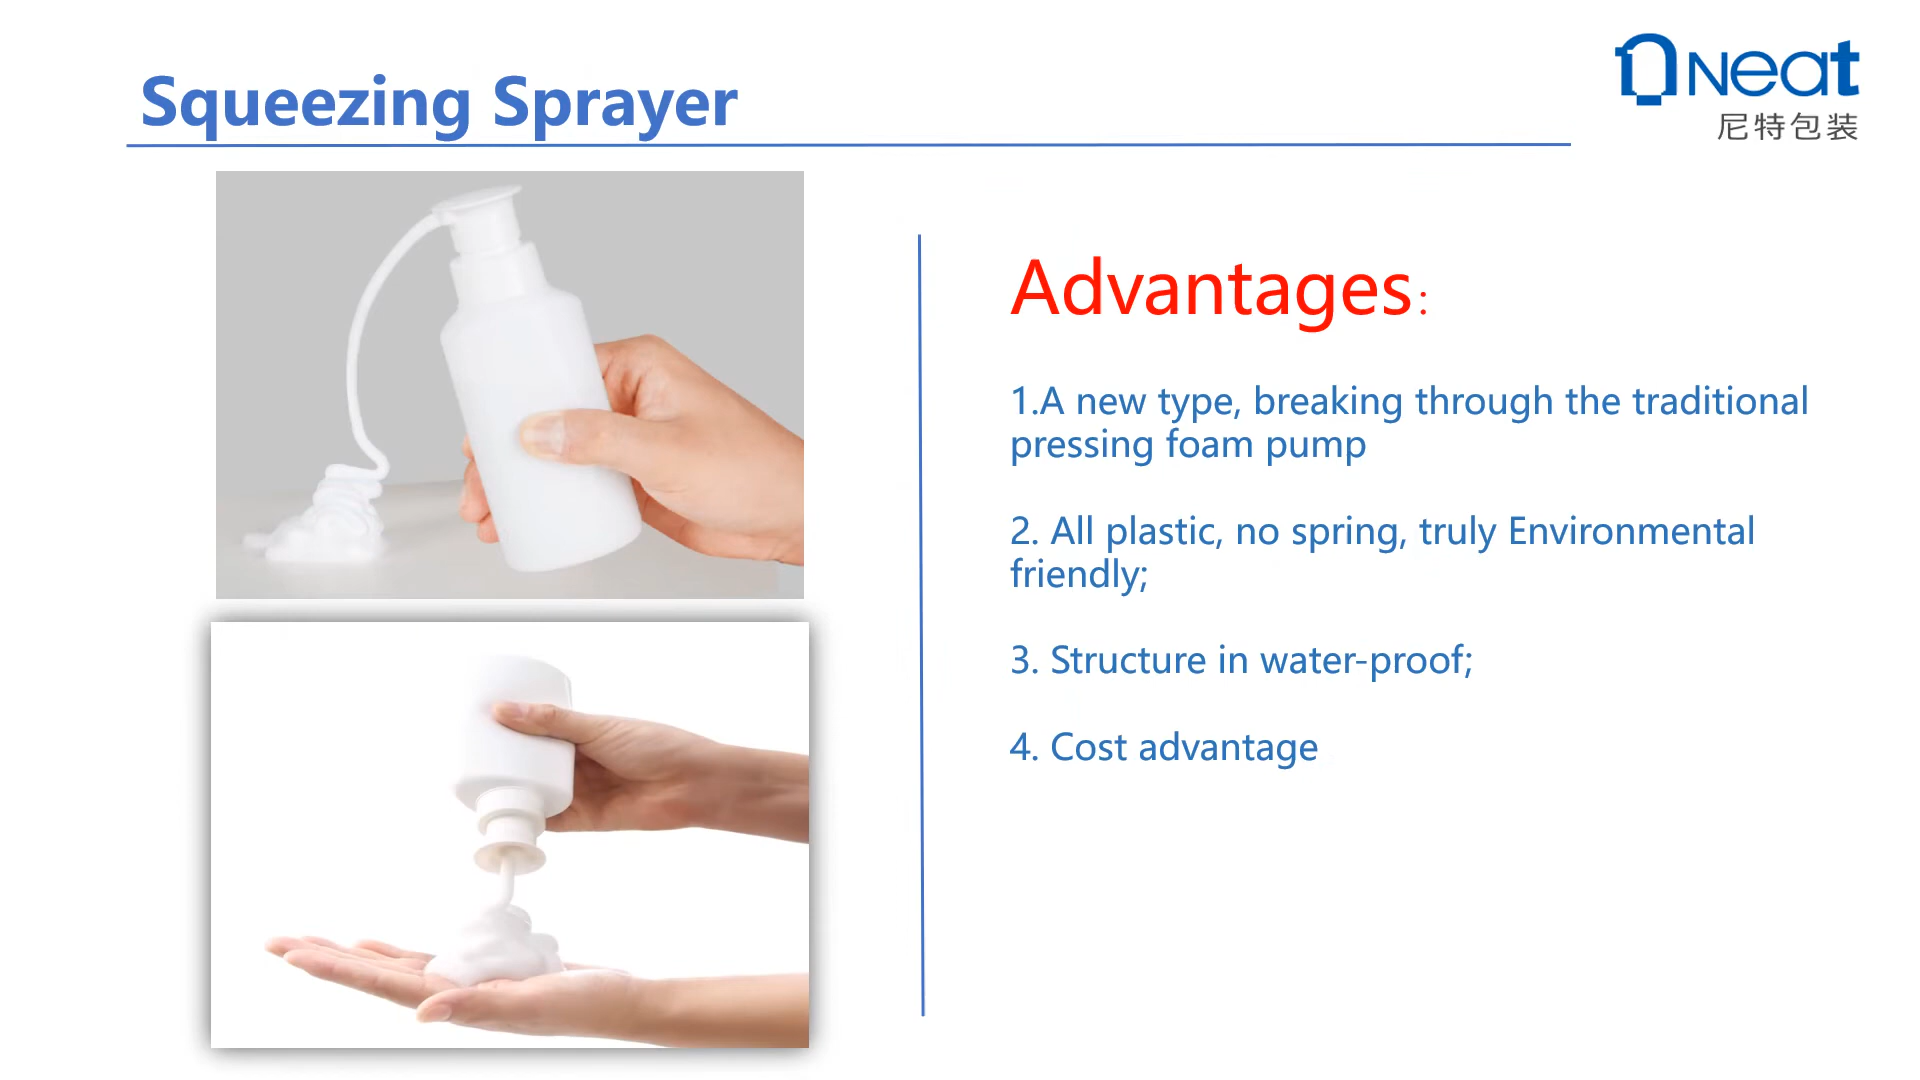 Squeezing Sprayer
Neat
尼特包装
Advantages：
1.A new type, breaking through the traditional
pressing foam pump
2. All plastic, no spring, truly Environmental
friendly;
3. Structure in water-proof;
4. Cost advantage